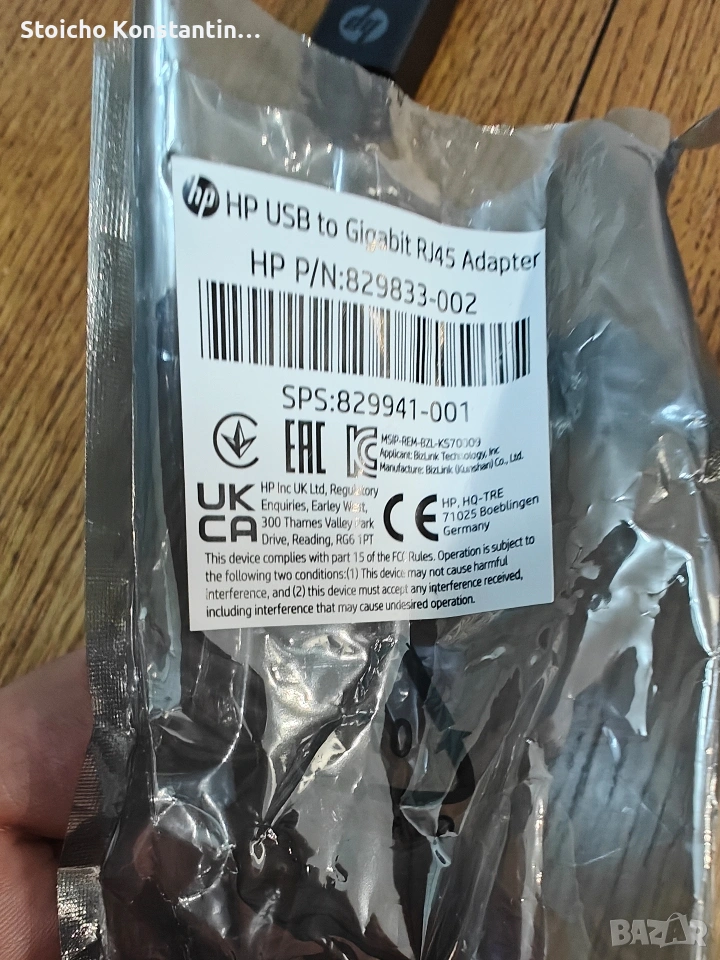 Stoicho Konstantin...
hp
hp HP USB to Gigabit RJ45 Adapter
HP P/N:829833-002
SPS:829941-001
EAC
MSIP-REM-BZL-KS70009
Applicant: BizLink Technology, Inc
Manufacture: BizLink (Kunshan) Co., Ltd.
UK
CA
HP Inc UK Ltd, Regulatory
Enquiries, Earley West,
300 Thames Valley Park
Drive, Reading, RG6 1PT
CE
HP, HQ-TRE
71025 Boeblingen
Germany
This device complies with part 15 of the FCC Rules. Operation is subject to
the following two conditions:(1) This device may not cause harmful
interference, and (2) this device must accept any interference received,
including interference that may cause undesired operation.
BAZAR